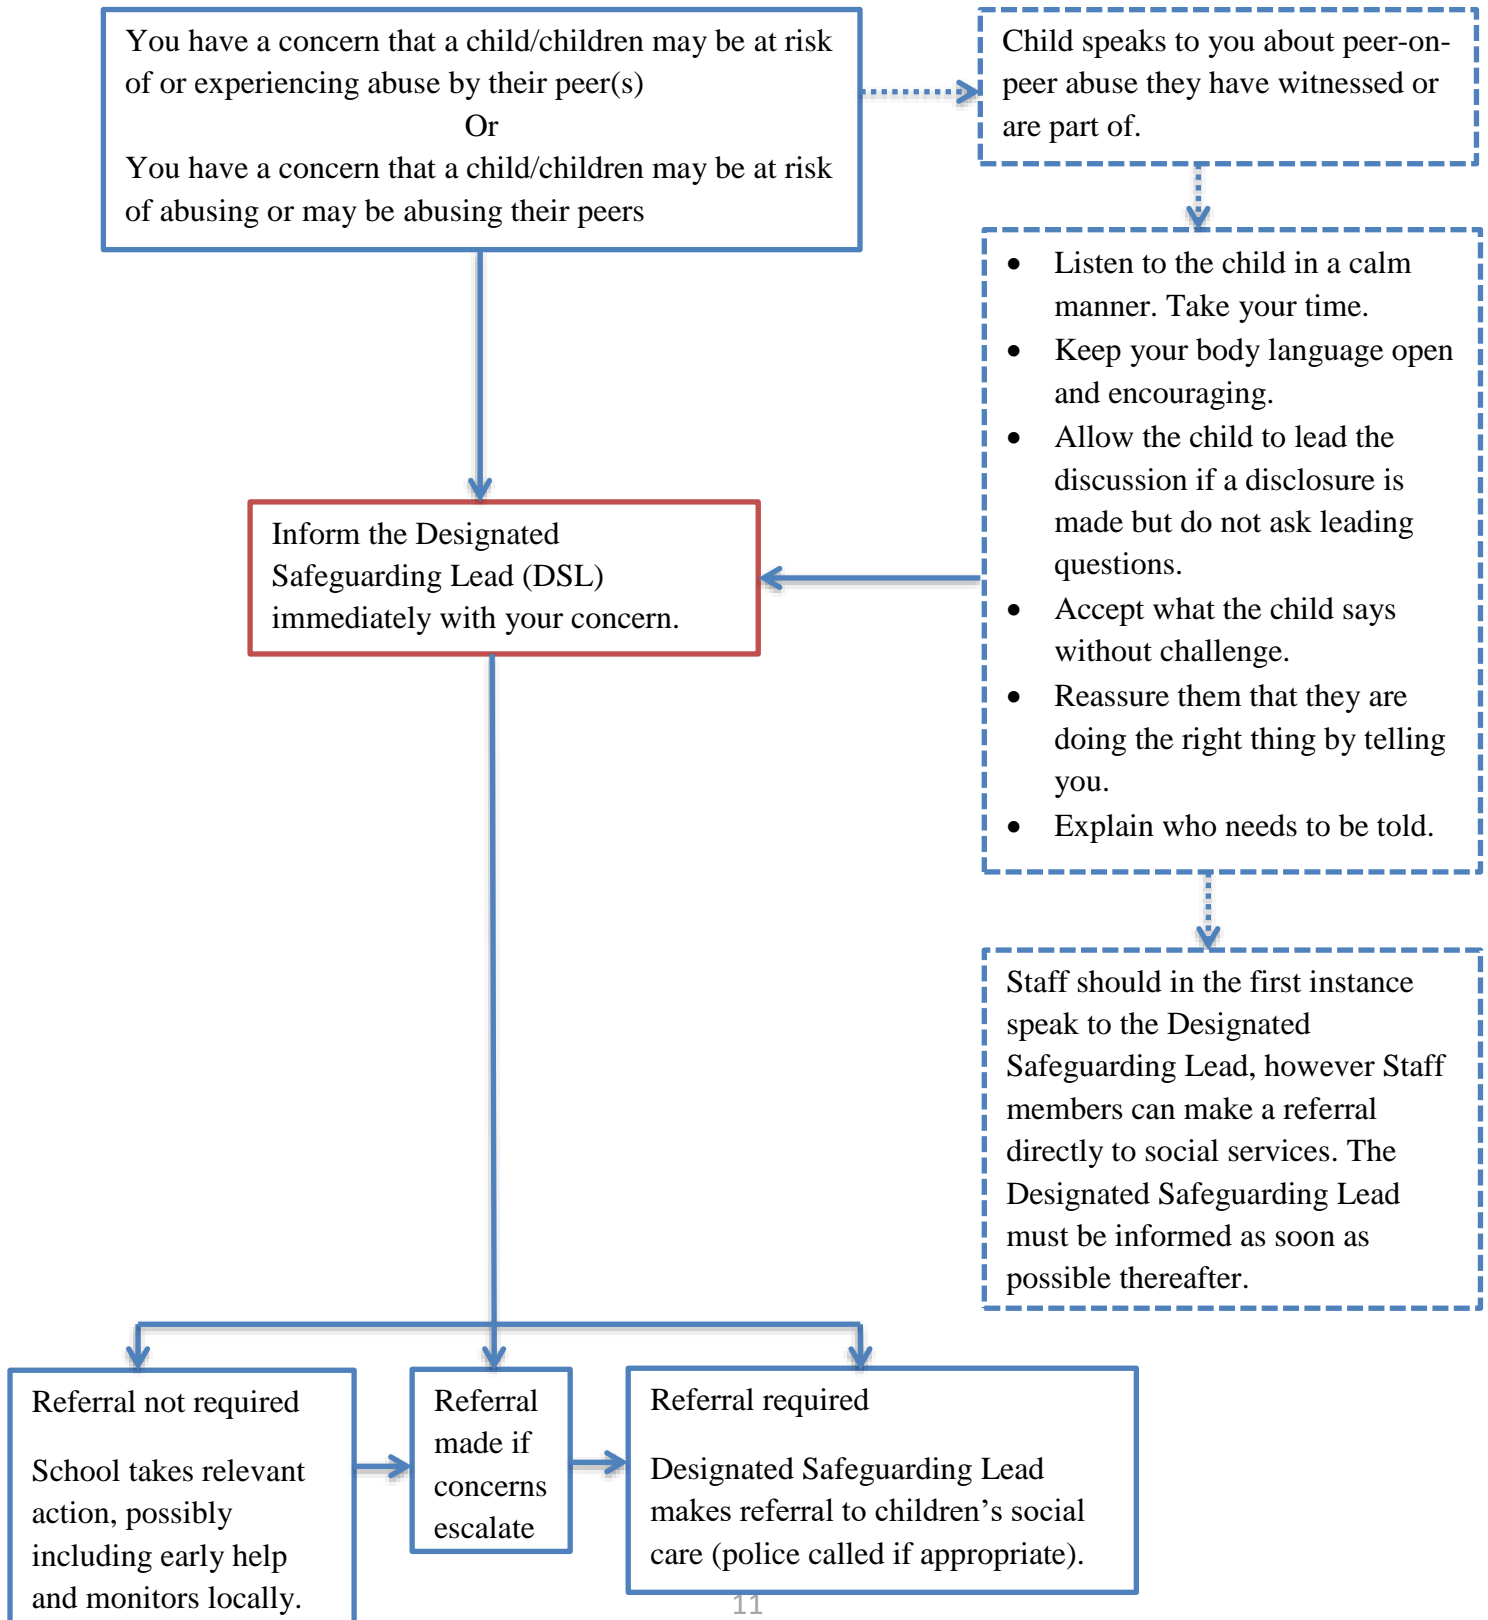 You have a concern that a child/children may be at risk
of or experiencing abuse by their peer(s)
Or
You have a concern that a child/children may be at risk
of abusing or may be abusing their peers
Child speaks to you about peer-on-
peer abuse they have witnessed or
are part of.
• Listen to the child in a calm
manner. Take your time.
• Keep your body language open
and encouraging.
• Allow the child to lead the
discussion if a disclosure is
made but do not ask leading
questions.
• Accept what the child says
without challenge.
• Reassure them that they are
doing the right thing by telling
you.
• Explain who needs to be told.
Inform the Designated
Safeguarding Lead (DSL)
immediately with your concern.
Staff should in the first instance
speak to the Designated
Safeguarding Lead, however Staff
members can make a referral
directly to social services. The
Designated Safeguarding Lead
must be informed as soon as
possible thereafter.
Referral not required
School takes relevant
action, possibly
including early help
and monitors locally.
Referral
made if
concerns
escalate
Referral required
Designated Safeguarding Lead
makes referral to children’s social
care (police called if appropriate).
11